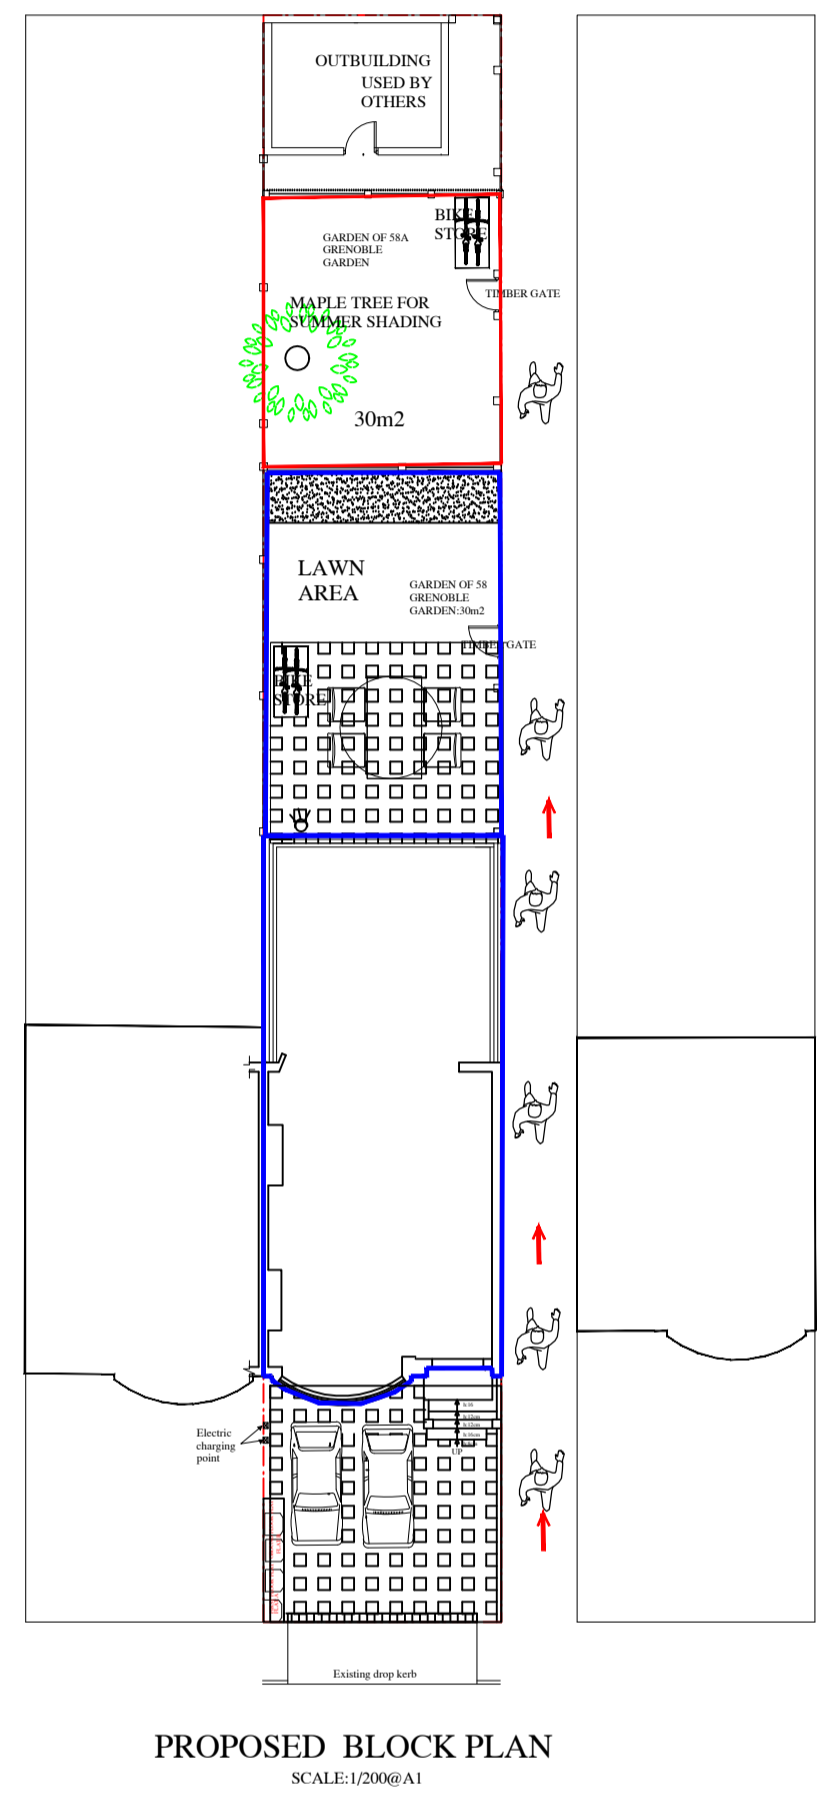 OUTBUILDING
USED BY
OTHERS
BIKE
STORE
GARDEN OF 58A
GRENOBLE
GARDEN
TIMBER GATE
MAPLE TREE FOR
SUMMER SHADING
30m2
LAWN
AREA
GARDEN OF 58
GRENOBLE
GARDEN:30m2
TIMBER GATE
BIKE
STORE
Electric
charging
point
UP
Existing drop kerb
PROPOSED BLOCK PLAN
SCALE:1/200@A1